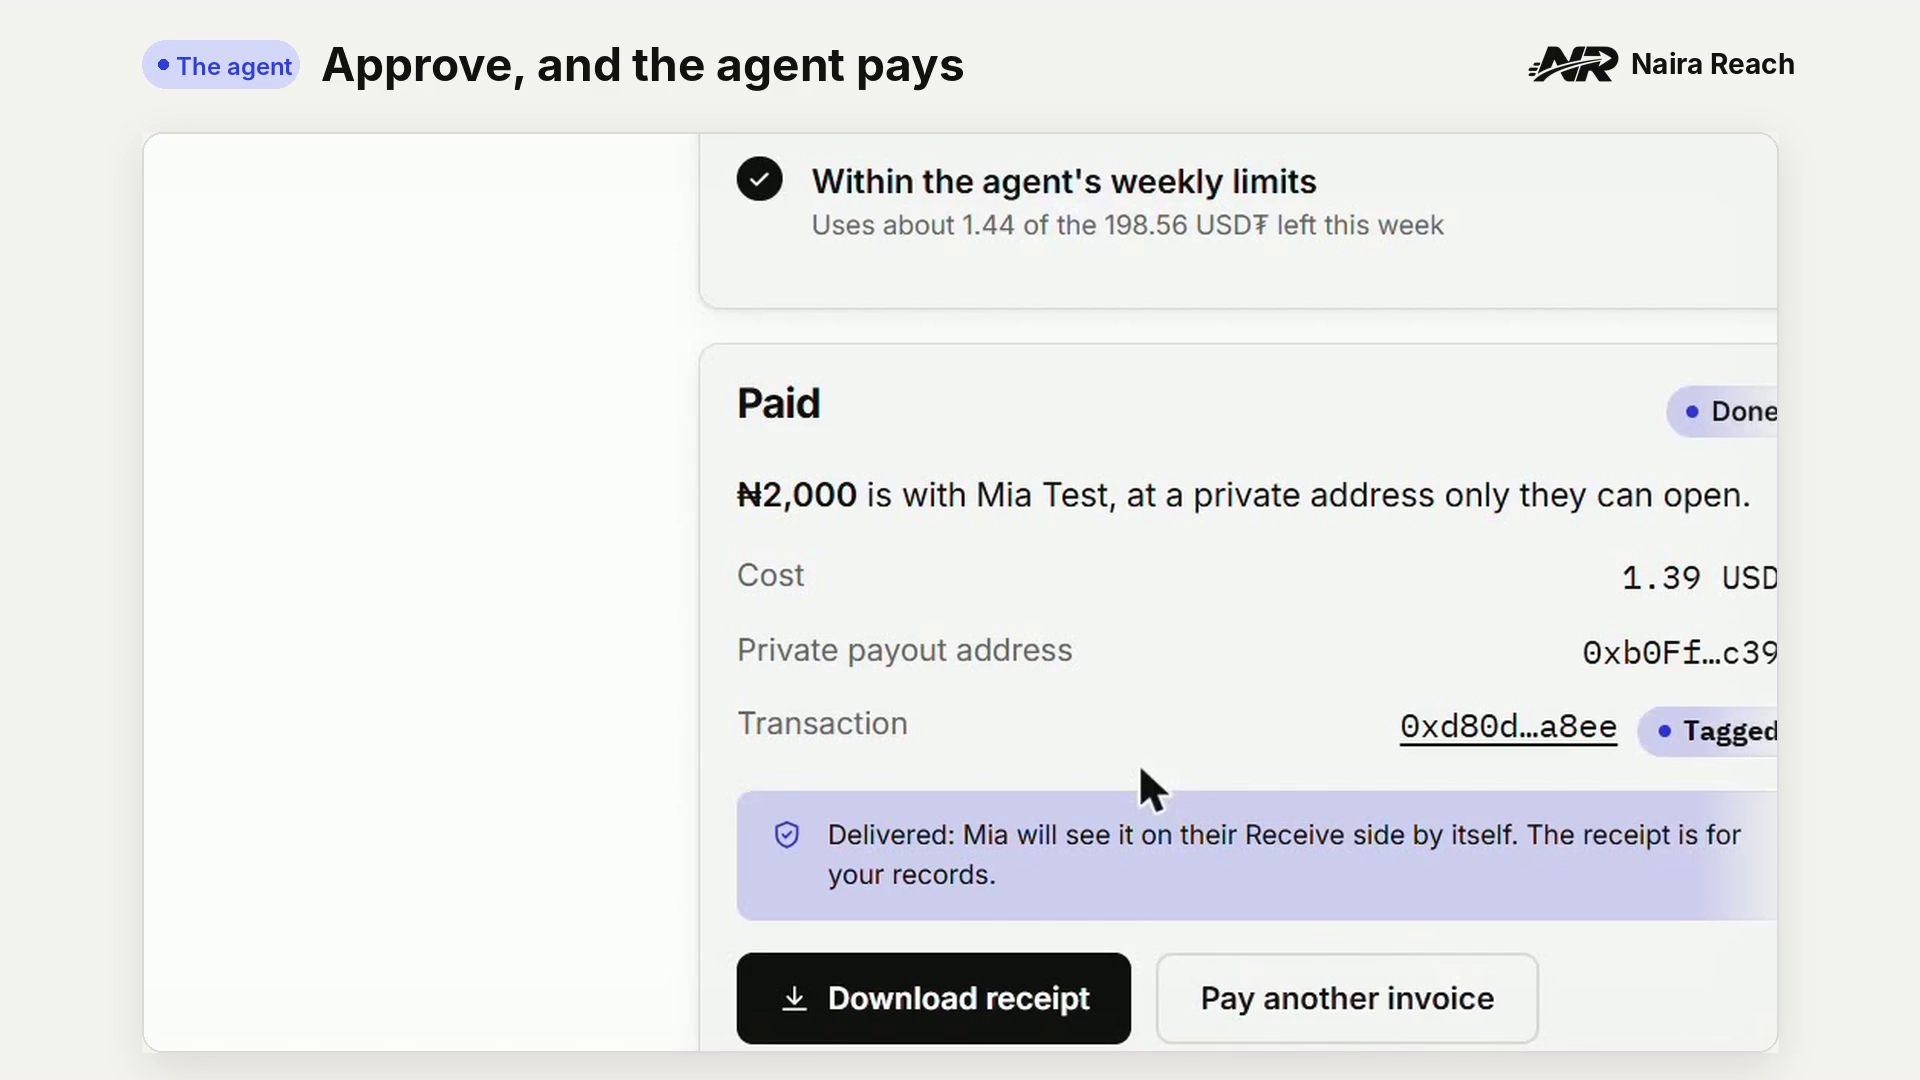 The agent
Approve, and the agent pays
NR Naira Reach
Within the agent's weekly limits
Uses about 1.44 of the 198.56 USD₮ left this week
Paid
Done
₦2,000 is with Mia Test, at a private address only they can open.
Cost
1.39 USD
Private payout address
0xb0Ff…c39
Transaction
0xd80d…a8ee
Tagged
Delivered: Mia will see it on their Receive side by itself. The receipt is for
your records.
Download receipt
Pay another invoice